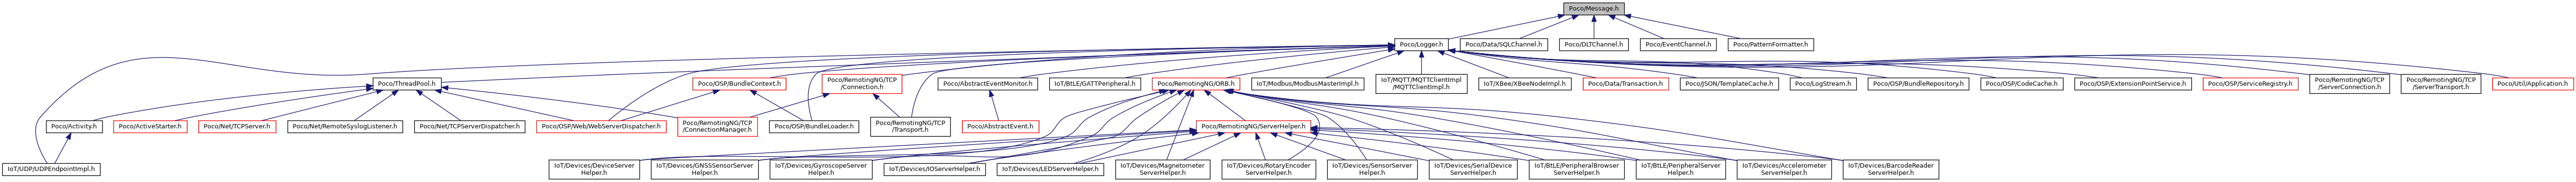 Poco/Message.h
Poco/Logger.h
Poco/Data/SQLChannel.h
Poco/DLTChannel.h
Poco/EventChannel.h
Poco/PatternFormatter.h
Poco/ThreadPool.h
Poco/OSP/BundleContext.h
Poco/RemotingNG/TCP
/Connection.h
Poco/AbstractEventMonitor.h
IoT/BtLE/GATTPeripheral.h
Poco/RemotingNG/ORB.h
IoT/Modbus/ModbusMasterImpl.h
IoT/MQTT/MQTTClientImpl
/MQTTClientImpl.h
IoT/XBee/XBeeNodeImpl.h
Poco/Data/Transaction.h
Poco/JSON/TemplateCache.h
Poco/LogStream.h
Poco/OSP/BundleRepository.h
Poco/OSP/CodeCache.h
Poco/OSP/ExtensionPointService.h
Poco/OSP/ServiceRegistry.h
Poco/RemotingNG/TCP
/ServerConnection.h
Poco/RemotingNG/TCP
/ServerTransport.h
Poco/Util/Application.h
Poco/Activity.h
Poco/ActiveStarter.h
Poco/Net/TCPServer.h
Poco/Net/RemoteSyslogListener.h
Poco/Net/TCPServerDispatcher.h
Poco/OSP/Web/WebServerDispatcher.h
Poco/RemotingNG/TCP
/ConnectionManager.h
Poco/OSP/BundleLoader.h
Poco/RemotingNG/TCP
/Transport.h
Poco/AbstractEvent.h
Poco/RemotingNG/ServerHelper.h
IoT/UDP/UDPEndpointImpl.h
IoT/Devices/DeviceServer
Helper.h
IoT/Devices/GNSSSensorServer
Helper.h
IoT/Devices/GyroscopeServer
Helper.h
IoT/Devices/IOServerHelper.h
IoT/Devices/LEDServerHelper.h
IoT/Devices/Magnetometer
ServerHelper.h
IoT/Devices/RotaryEncoder
ServerHelper.h
IoT/Devices/SensorServer
Helper.h
IoT/Devices/SerialDevice
ServerHelper.h
IoT/BtLE/PeripheralBrowser
ServerHelper.h
IoT/BtLE/PeripheralServer
Helper.h
IoT/Devices/Accelerometer
ServerHelper.h
IoT/Devices/BarcodeReader
ServerHelper.h